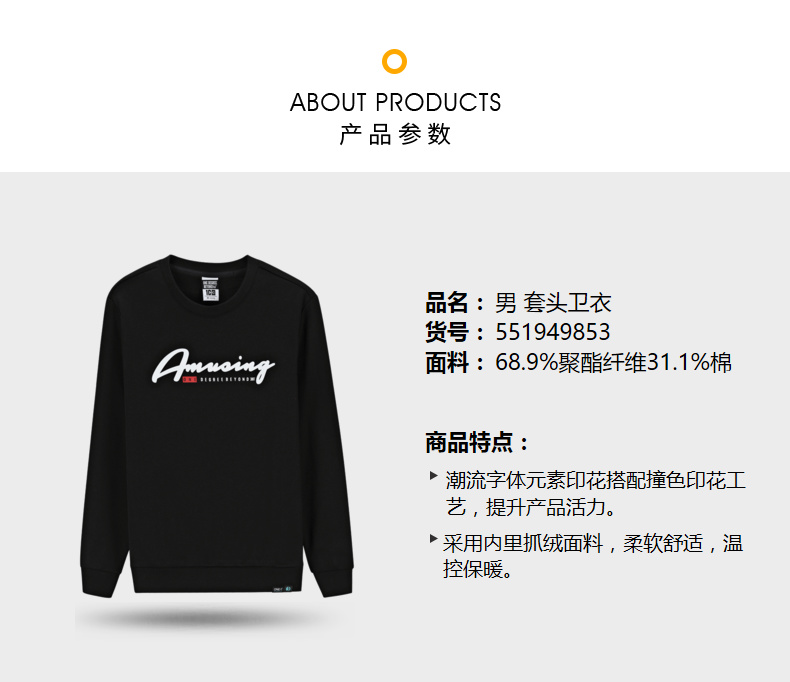 ABOUT PRODUCTS
产品参数
Amusing
DEGREE BEYOND
品名： 男 套头卫衣
货号： 551949853
面料： 68.9%聚酯纤维31.1%棉
商品特点：
潮流字体元素印花搭配撞色印花工
艺，提升产品活力。
采用内里抓绒面料，柔软舒适，温
控保暖。